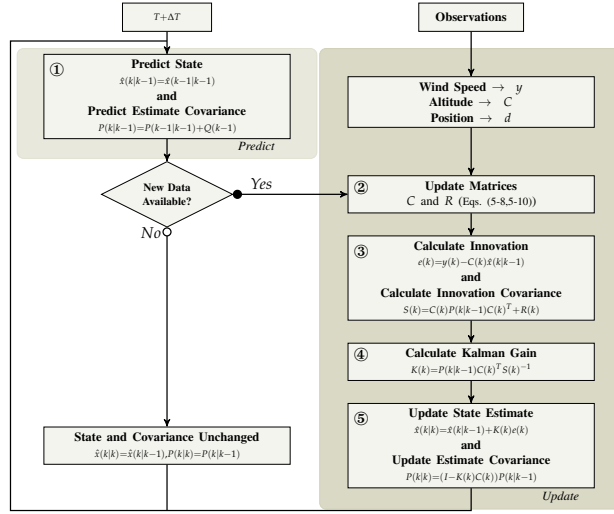 T+ΔT
Observations
①
Predict State
x̂(k|k−1)=x̂(k−1|k−1)
and
Predict Estimate Covariance
P(k|k−1)=P(k−1|k−1)+Q(k−1)
Predict
Wind Speed → y
Altitude → C
Position → d
New Data
Available?
Yes
No
②
Update Matrices
C and R (Eqs. (5-8,5-10))
③
Calculate Innovation
e(k)=y(k)−C(k)x̂(k|k−1)
and
Calculate Innovation Covariance
S(k)=C(k)P(k|k−1)C(k)ᵀ+R(k)
④
Calculate Kalman Gain
K(k)=P(k|k−1)C(k)ᵀS(k)⁻¹
⑤
Update State Estimate
x̂(k|k)=x̂(k|k−1)+K(k)e(k)
and
Update Estimate Covariance
P(k|k)=(I−K(k)C(k))P(k|k−1)
Update
State and Covariance Unchanged
x̂(k|k)=x̂(k|k−1),P(k|k)=P(k|k−1)